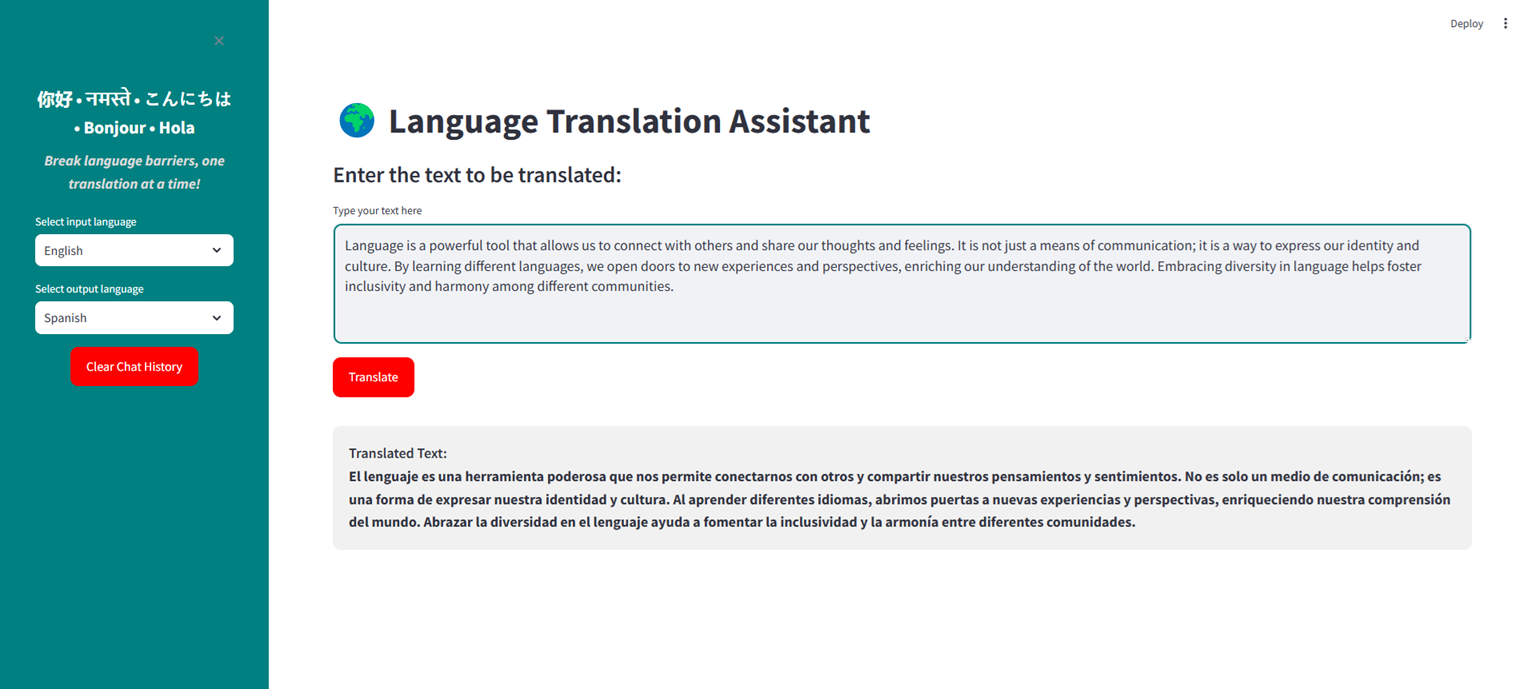 Deploy
你好 • नमस्ते • こんにちは
• Bonjour • Hola
Break language barriers, one
translation at a time!
Select input language
English
Select output language
Spanish
Clear Chat History
Language Translation Assistant
Enter the text to be translated:
Type your text here
Language is a powerful tool that allows us to connect with others and share our thoughts and feelings. It is not just a means of communication; it is a way to express our identity and
culture. By learning different languages, we open doors to new experiences and perspectives, enriching our understanding of the world. Embracing diversity in language helps foster
inclusivity and harmony among different communities.
Translate
Translated Text:
El lenguaje es una herramienta poderosa que nos permite conectarnos con otros y compartir nuestros pensamientos y sentimientos. No es solo un medio de comunicación; es
una forma de expresar nuestra identidad y cultura. Al aprender diferentes idiomas, abrimos puertas a nuevas experiencias y perspectivas, enriqueciendo nuestra comprensión
del mundo. Abrazar la diversidad en el lenguaje ayuda a fomentar la inclusividad y la armonía entre diferentes comunidades.